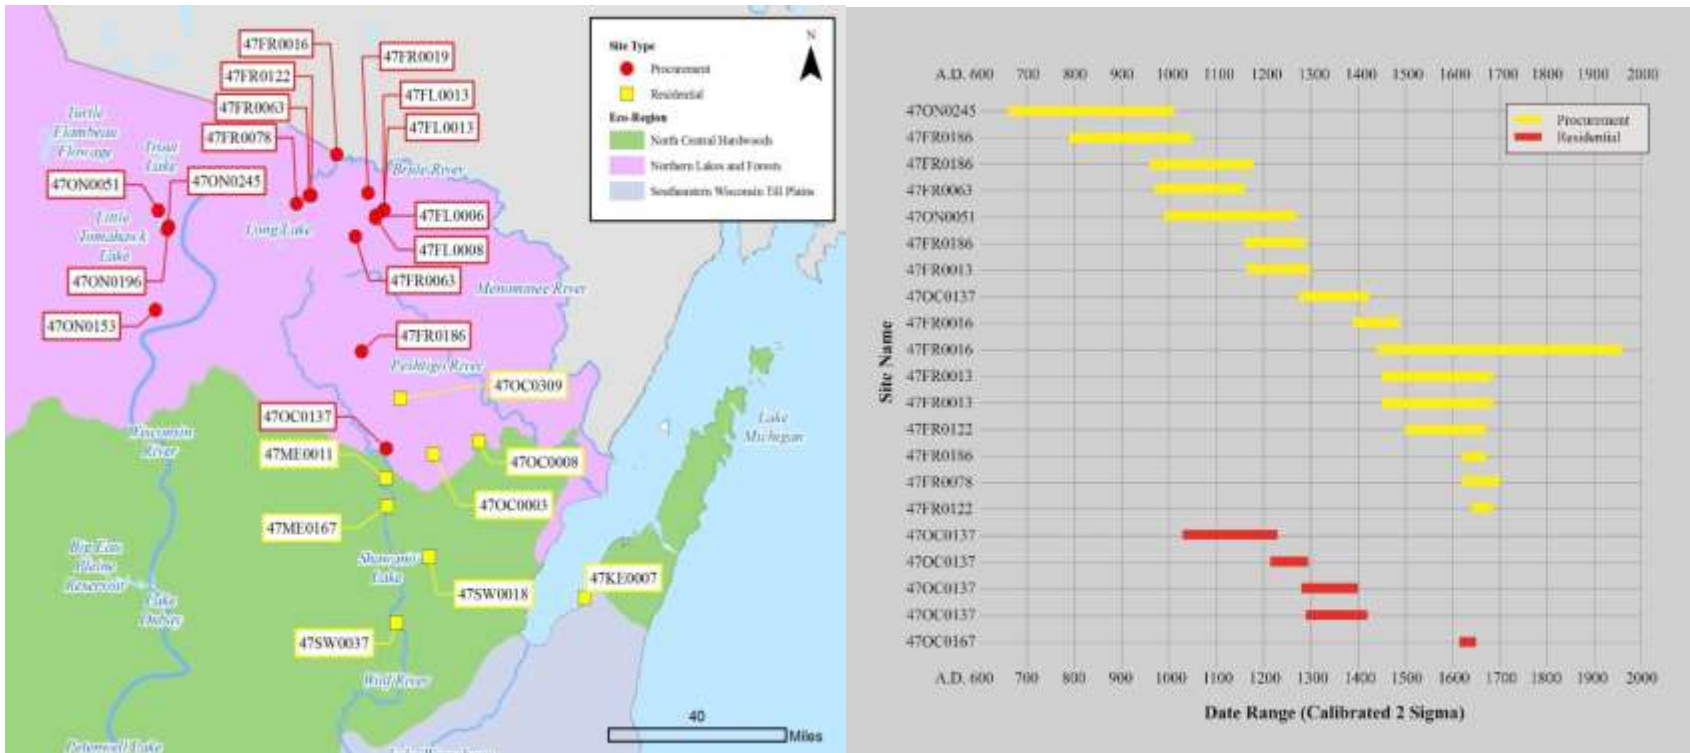 47FR0016
47FR0019
47FR0122
47FL0013
47FR0063
47FL0013
47FR0078
Turtle
Flambeau
Flowage
Trout
Lake
Brule River
47ON0051
47ON0245
47FL0006
Little
Tomahawk
Lake
Long Lake
47FL0008
47ON0196
47FR0063
Menominee River
47ON0153
47FR0186
Peshtigo River
47OC0309
47OC0137
Lake
Michigan
Wisconsin
River
47ME0011
47OC0008
47OC0003
47ME0167
Big Eau
Pleine
Reservoir
Shawano
Lake
47KE0007
47SW0018
Lake
Dubay
47SW0037
Wolf River
Petenwell Lake
40
Miles
N
Site Type
Procurement
Residential
Eco-Region
North Central Hardwoods
Northern Lakes and Forests
Southeastern Wisconsin Till Plains
A.D. 600 700 800 900 1000 1100 1200 1300 1400 1500 1600 1700 1800 1900 2000
Procurement
Residential
Site Name
47ON0245
47FR0186
47FR0186
47FR0063
47ON0051
47FR0186
47FR0013
47OC0137
47FR0016
47FR0016
47FR0013
47FR0013
47FR0122
47FR0186
47FR0078
47FR0122
47OC0137
47OC0137
47OC0137
47OC0137
47OC0167
A.D. 600 700 800 900 1000 1100 1200 1300 1400 1500 1600 1700 1800 1900 2000
Date Range (Calibrated 2 Sigma)